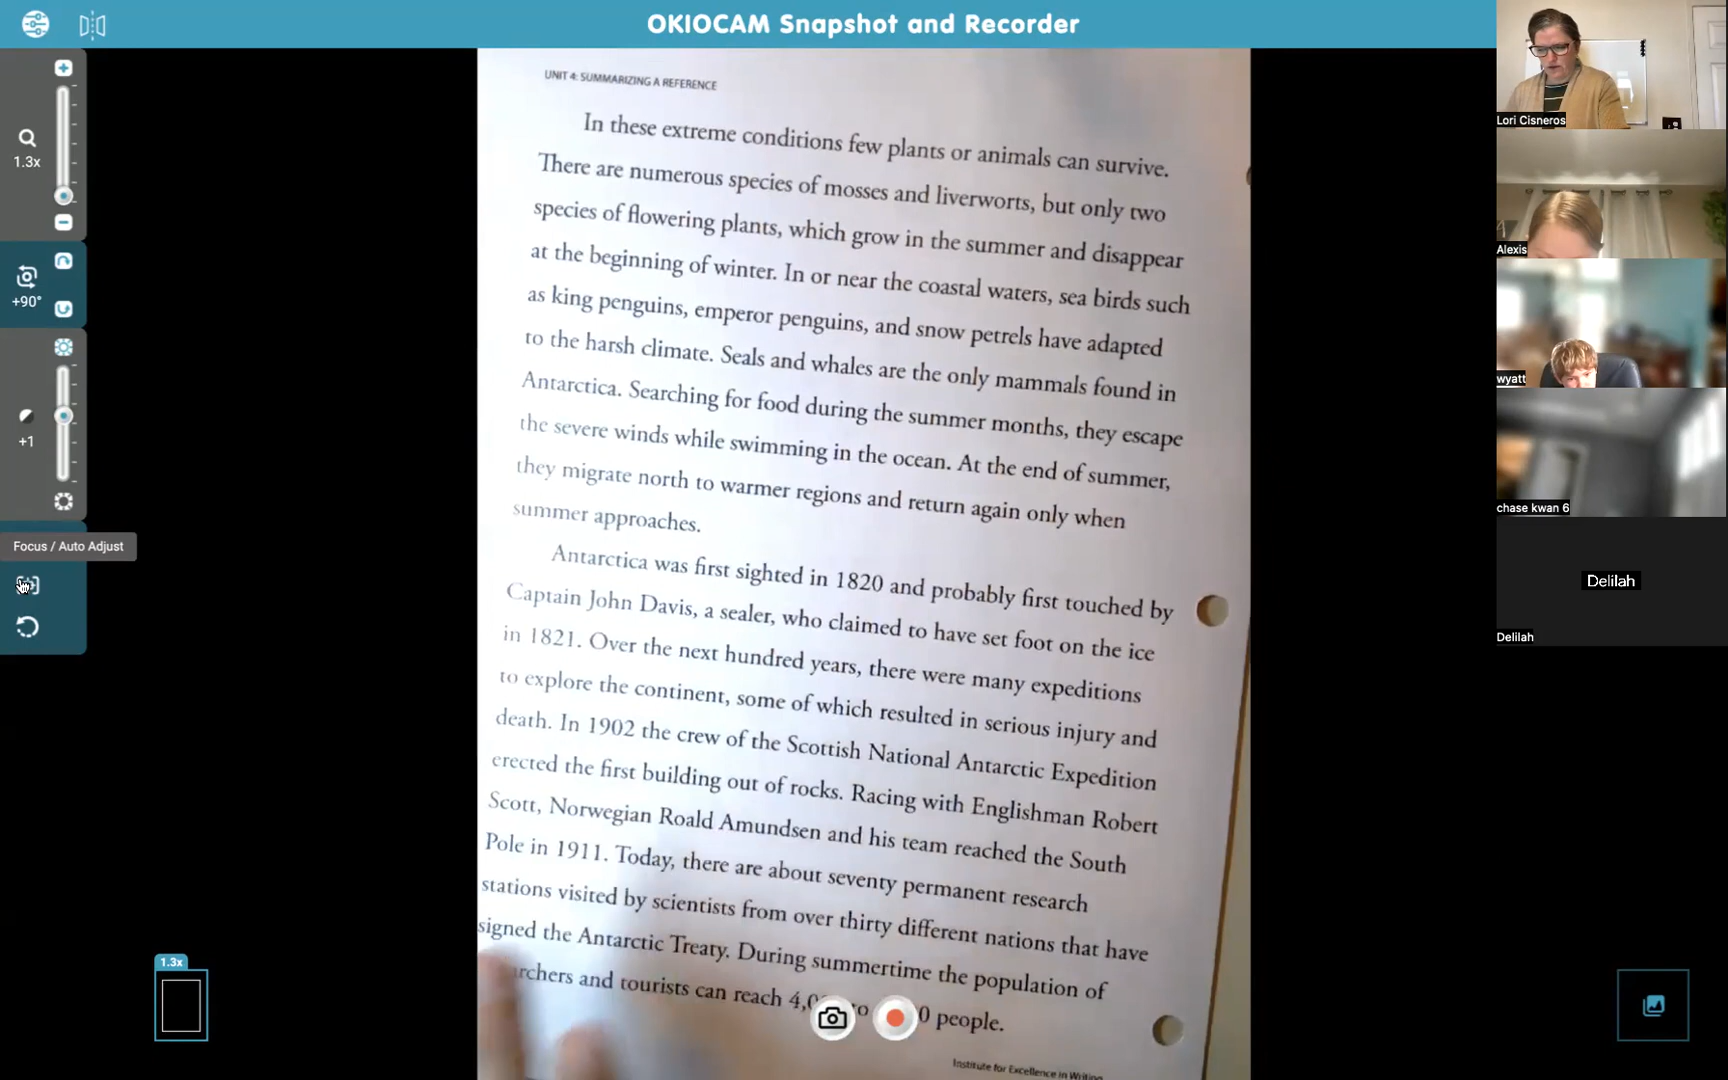 OKIOCAM Snapshot and Recorder
1.3x
+90°
+1
Focus / Auto Adjust
1.3x
UNIT 4: SUMMARIZING A REFERENCE
In these extreme conditions few plants or animals can survive.
There are numerous species of mosses and liverworts, but only two
species of flowering plants, which grow in the summer and disappear
at the beginning of winter. In or near the coastal waters, sea birds such
as king penguins, emperor penguins, and snow petrels have adapted
to the harsh climate. Seals and whales are the only mammals found in
Antarctica. Searching for food during the summer months, they escape
the severe winds while swimming in the ocean. At the end of summer,
they migrate north to warmer regions and return again only when
summer approaches.
Antarctica was first sighted in 1820 and probably first touched by
Captain John Davis, a sealer, who claimed to have set foot on the ice
in 1821. Over the next hundred years, there were many expeditions
to explore the continent, some of which resulted in serious injury and
death. In 1902 the crew of the Scottish National Antarctic Expedition
erected the first building out of rocks. Racing with Englishman Robert
Scott, Norwegian Roald Amundsen and his team reached the South
Pole in 1911. Today, there are about seventy permanent research
stations visited by scientists from over thirty different nations that have
signed the Antarctic Treaty. During summertime the population of
and tourists can reach people.
Institute for Excellence in Writing
Lori Cisneros
Alexis
wyatt
chase kwan 6
Delilah
Delilah